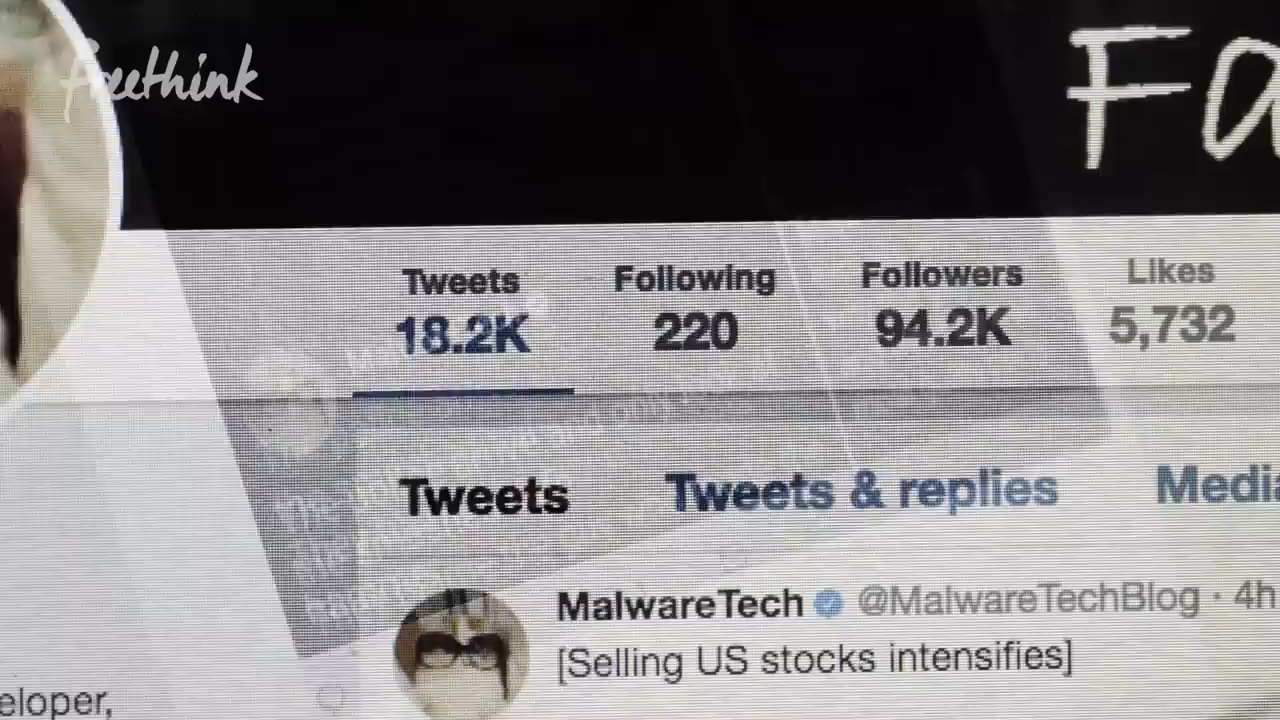 freethink
Fa
Tweets Following Followers Likes
18.2K 220 94.2K 5,732
Tweets Tweets & replies Medi
MalwareTech @MalwareTechBlog · 4h
[Selling US stocks intensifies]
eloper,